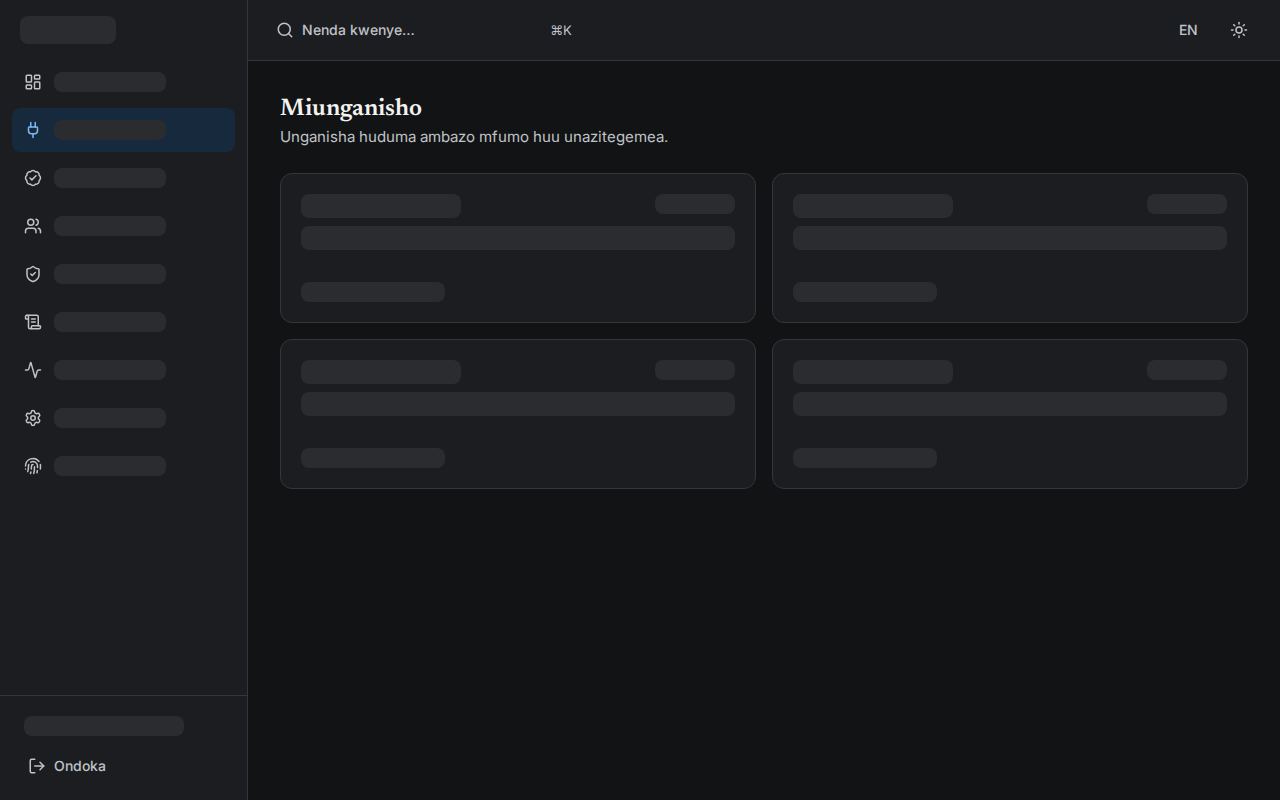 Nenda kwenye... ⌘K
EN
Miunganisho
Unganisha huduma ambazo mfumo huu unazitegemea.
Ondoka